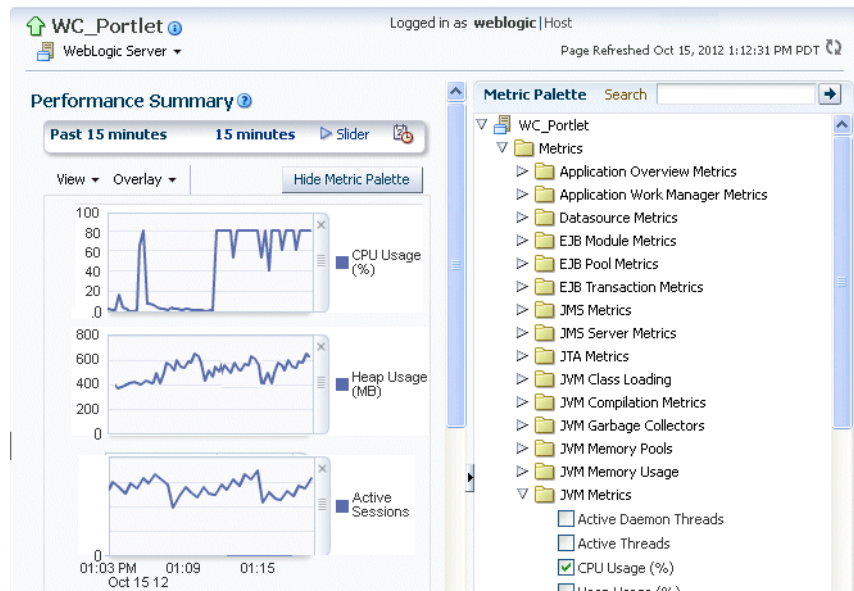 WC_Portlet
Logged in as weblogic|Host
WebLogic Server
Page Refreshed Oct 15, 2012 1:12:31 PM PDT
Performance Summary
Past 15 minutes 15 minutes Slider
View Overlay Hide Metric Palette
100
80
60
40
20
.0
CPU Usage
(%)
800
600
400
200
0
Heap Usage
(MB)
0
Active
Sessions
01:03 PM 01:09 01:15
Oct 15 12
Metric Palette Search
WC_Portlet
Metrics
Application Overview Metrics
Application Work Manager Metrics
Datasource Metrics
EJB Module Metrics
EJB Pool Metrics
EJB Transaction Metrics
JMS Metrics
JMS Server Metrics
JTA Metrics
JVM Class Loading
JVM Compilation Metrics
JVM Garbage Collectors
JVM Memory Pools
JVM Memory Usage
JVM Metrics
Active Daemon Threads
Active Threads
CPU Usage (%)